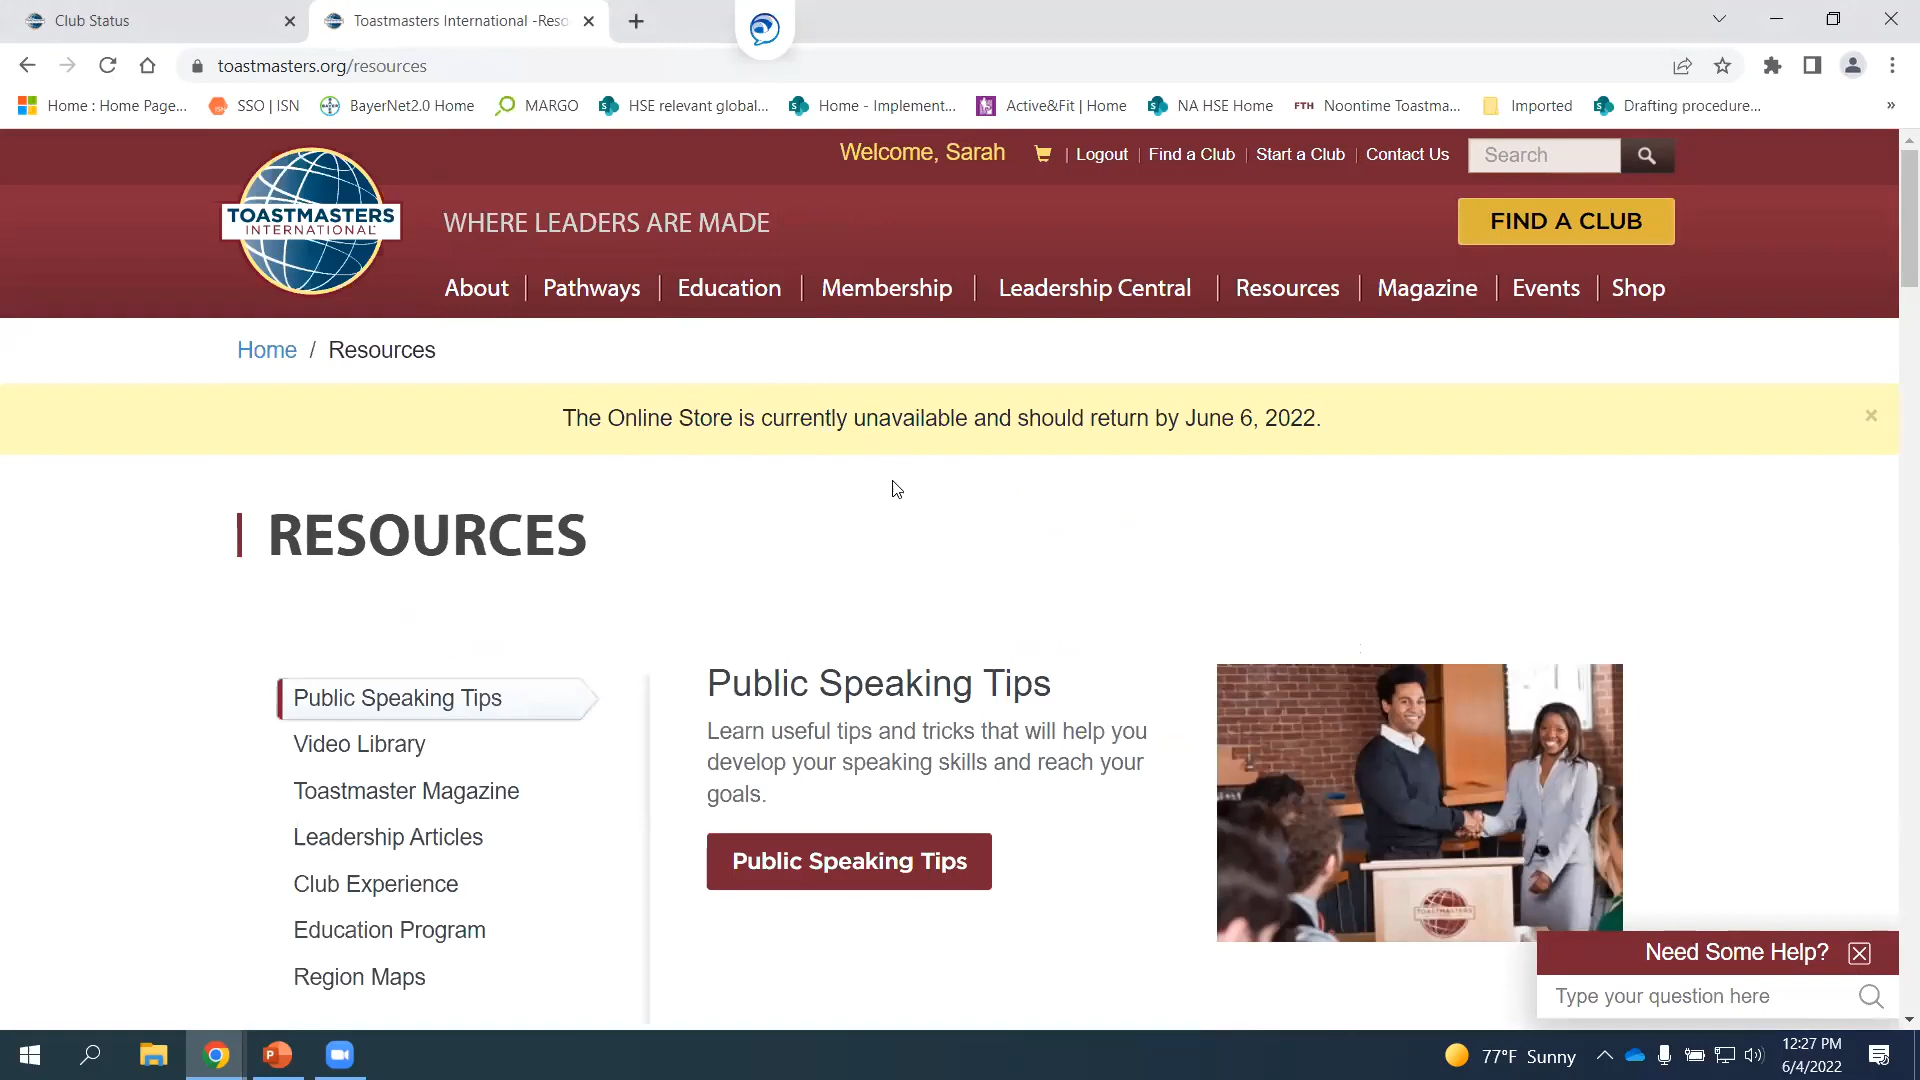 Club Status
Toastmasters International -Reso
toastmasters.org/resources
Home : Home Page...
SSO | ISN
BayerNet2.0 Home
MARGO
HSE relevant global...
Home - Implement...
Active&Fit | Home
NA HSE Home
FTH Noontime Toastma...
Imported
Drafting procedure...
»
Welcome, Sarah
Logout
Find a Club
Start a Club
Contact Us
Search
TOASTMASTERS
INTERNATIONAL
WHERE LEADERS ARE MADE
FIND A CLUB
About
Pathways
Education
Membership
Leadership Central
Resources
Magazine
Events
Shop
Home / Resources
The Online Store is currently unavailable and should return by June 6, 2022.
RESOURCES
Public Speaking Tips
Video Library
Toastmaster Magazine
Leadership Articles
Club Experience
Education Program
Region Maps
Public Speaking Tips
Learn useful tips and tricks that will help you
develop your speaking skills and reach your
goals.
Public Speaking Tips
TOASTMASTERS
Need Some Help?
Type your question here
77°F Sunny
12:27 PM
6/4/2022